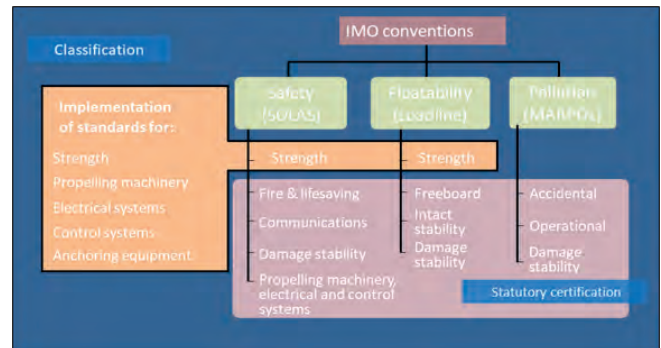 IMO conventions
Classification
Safety
(SOLAS)
Floatability
(Loadline)
Pollution
(MARPOL)
Implementation
of standards for:
Strength
Propelling machinery
Electrical systems
Control systems
Anchoring equipment
Strength
Fire & lifesaving
Communications
Damage stability
Propelling machinery,
electrical and control
systems
Strength
Freeboard
Intact
stability
Damage
stability
Accidental
Operational
Damage
stability
Statutory certification